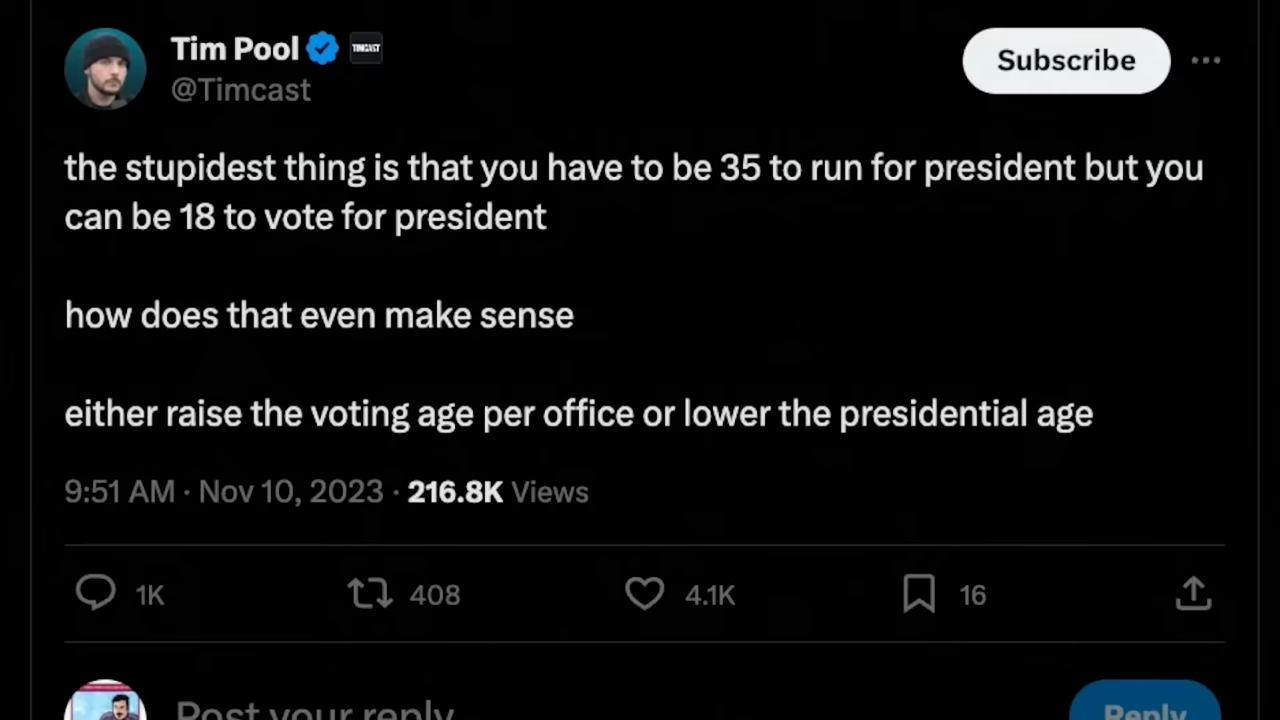 Tim Pool TIMCAST
Subscribe
@Timcast
the stupidest thing is that you have to be 35 to run for president but you
can be 18 to vote for president
how does that even make sense
either raise the voting age per office or lower the presidential age
9:51 AM · Nov 10, 2023 · 216.8K Views
1K 408 4.1K 16
Post your reply
Reply